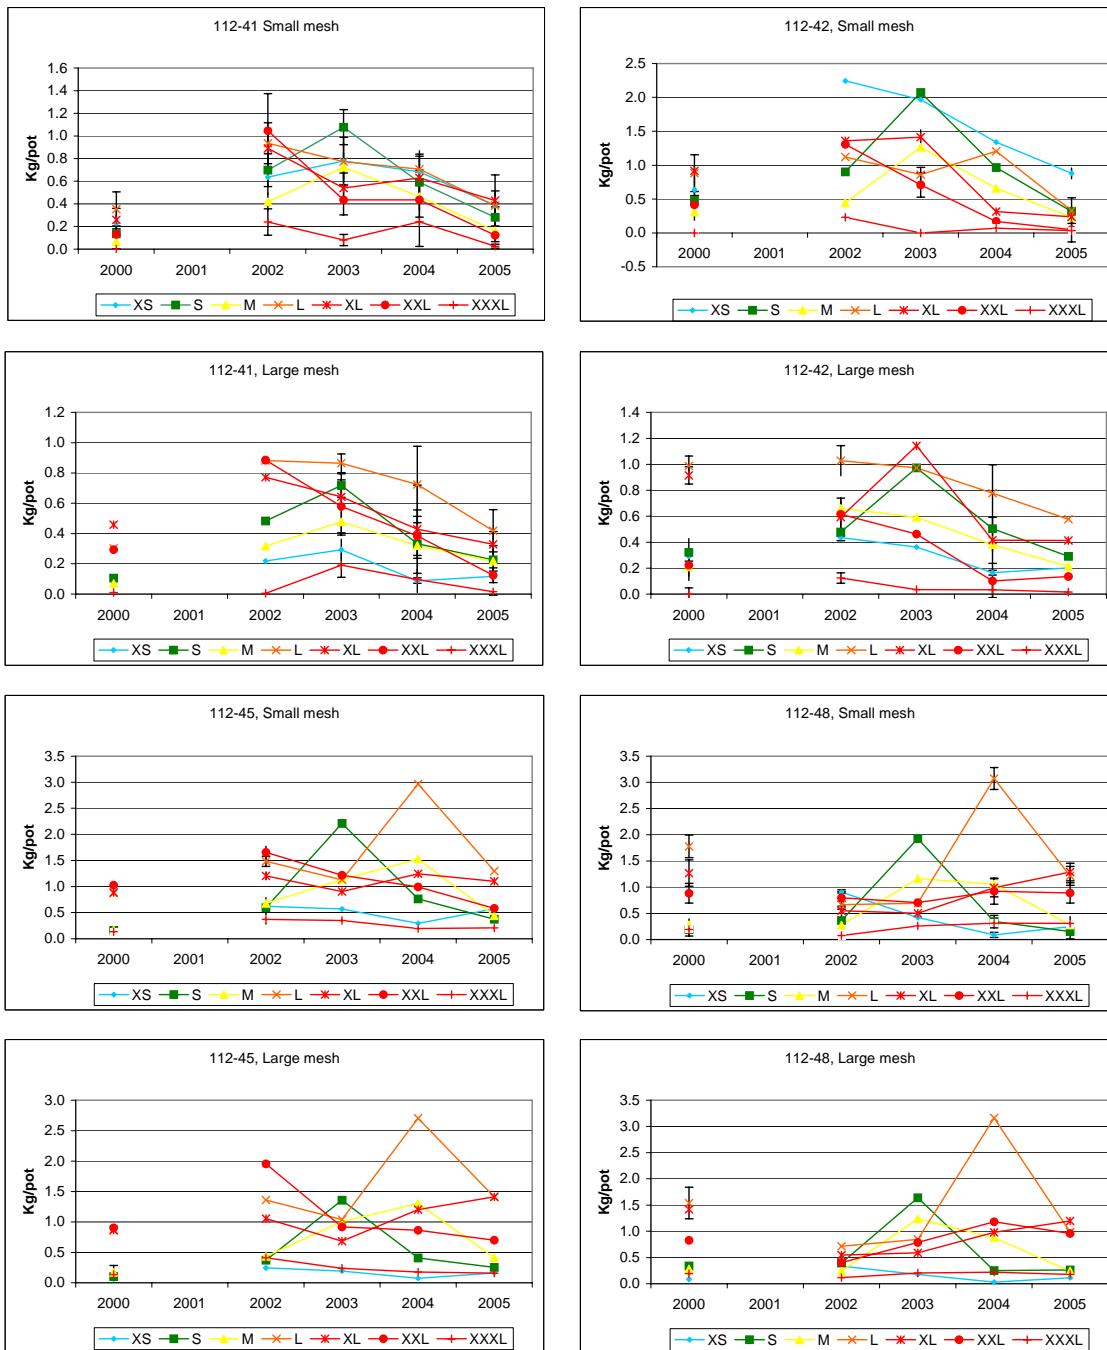 112-41 Small mesh
Kg/pot
1.6
1.4
1.2
1.0
0.8
0.6
0.4
0.2
0.0
2000 2001 2002 2003 2004 2005
XS S M L XL XXL XXXL
112-42, Small mesh
Kg/pot
2.5
2.0
1.5
1.0
0.5
0.0
-0.5
2000 2001 2002 2003 2004 2005
XS S M L XL XXL XXXL
112-41, Large mesh
Kg/pot
1.2
1.0
0.8
0.6
0.4
0.2
0.0
2000 2001 2002 2003 2004 2005
XS S M L XL XXL XXXL
112-42, Large mesh
Kg/pot
1.4
1.2
1.0
0.8
0.6
0.4
0.2
0.0
2000 2001 2002 2003 2004 2005
XS S M L XL XXL XXXL
112-45, Small mesh
Kg/pot
3.5
3.0
2.5
2.0
1.5
1.0
0.5
0.0
2000 2001 2002 2003 2004 2005
XS S M L XL XXL XXXL
112-48, Small mesh
Kg/pot
3.5
3.0
2.5
2.0
1.5
1.0
0.5
0.0
2000 2001 2002 2003 2004 2005
XS S M L XL XXL XXXL
112-45, Large mesh
Kg/pot
3.0
2.5
2.0
1.5
1.0
0.5
0.0
2000 2001 2002 2003 2004 2005
XS S M L XL XXL XXXL
112-48, Large mesh
Kg/pot
3.5
3.0
2.5
2.0
1.5
1.0
0.5
0.0
2000 2001 2002 2003 2004 2005
XS S M L XL XXL XXXL